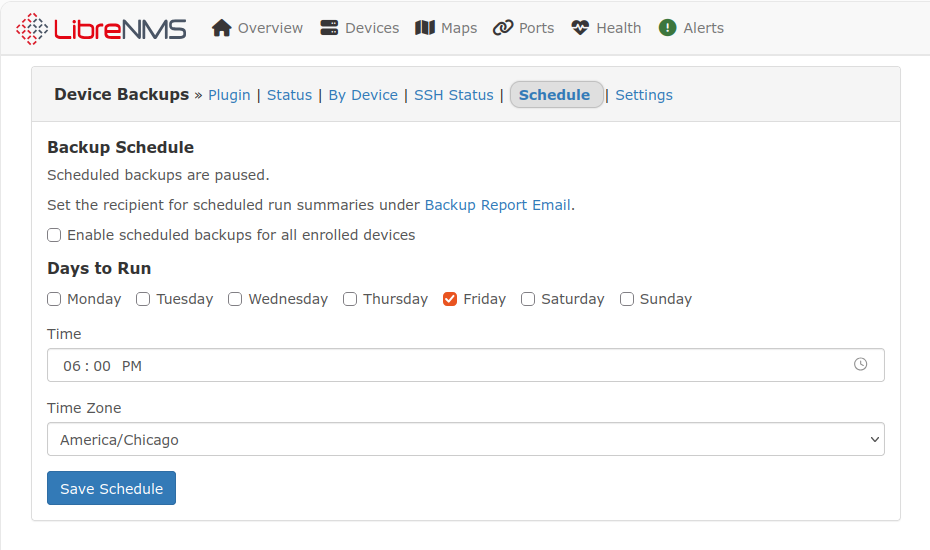 LibreNMS Overview Devices Maps Ports Health Alerts
Device Backups » Plugin | Status | By Device | SSH Status | Schedule | Settings
Backup Schedule
Scheduled backups are paused.
Set the recipient for scheduled run summaries under Backup Report Email.
Enable scheduled backups for all enrolled devices
Days to Run
Monday Tuesday Wednesday Thursday Friday Saturday Sunday
Time
06:00 PM
Time Zone
America/Chicago
Save Schedule